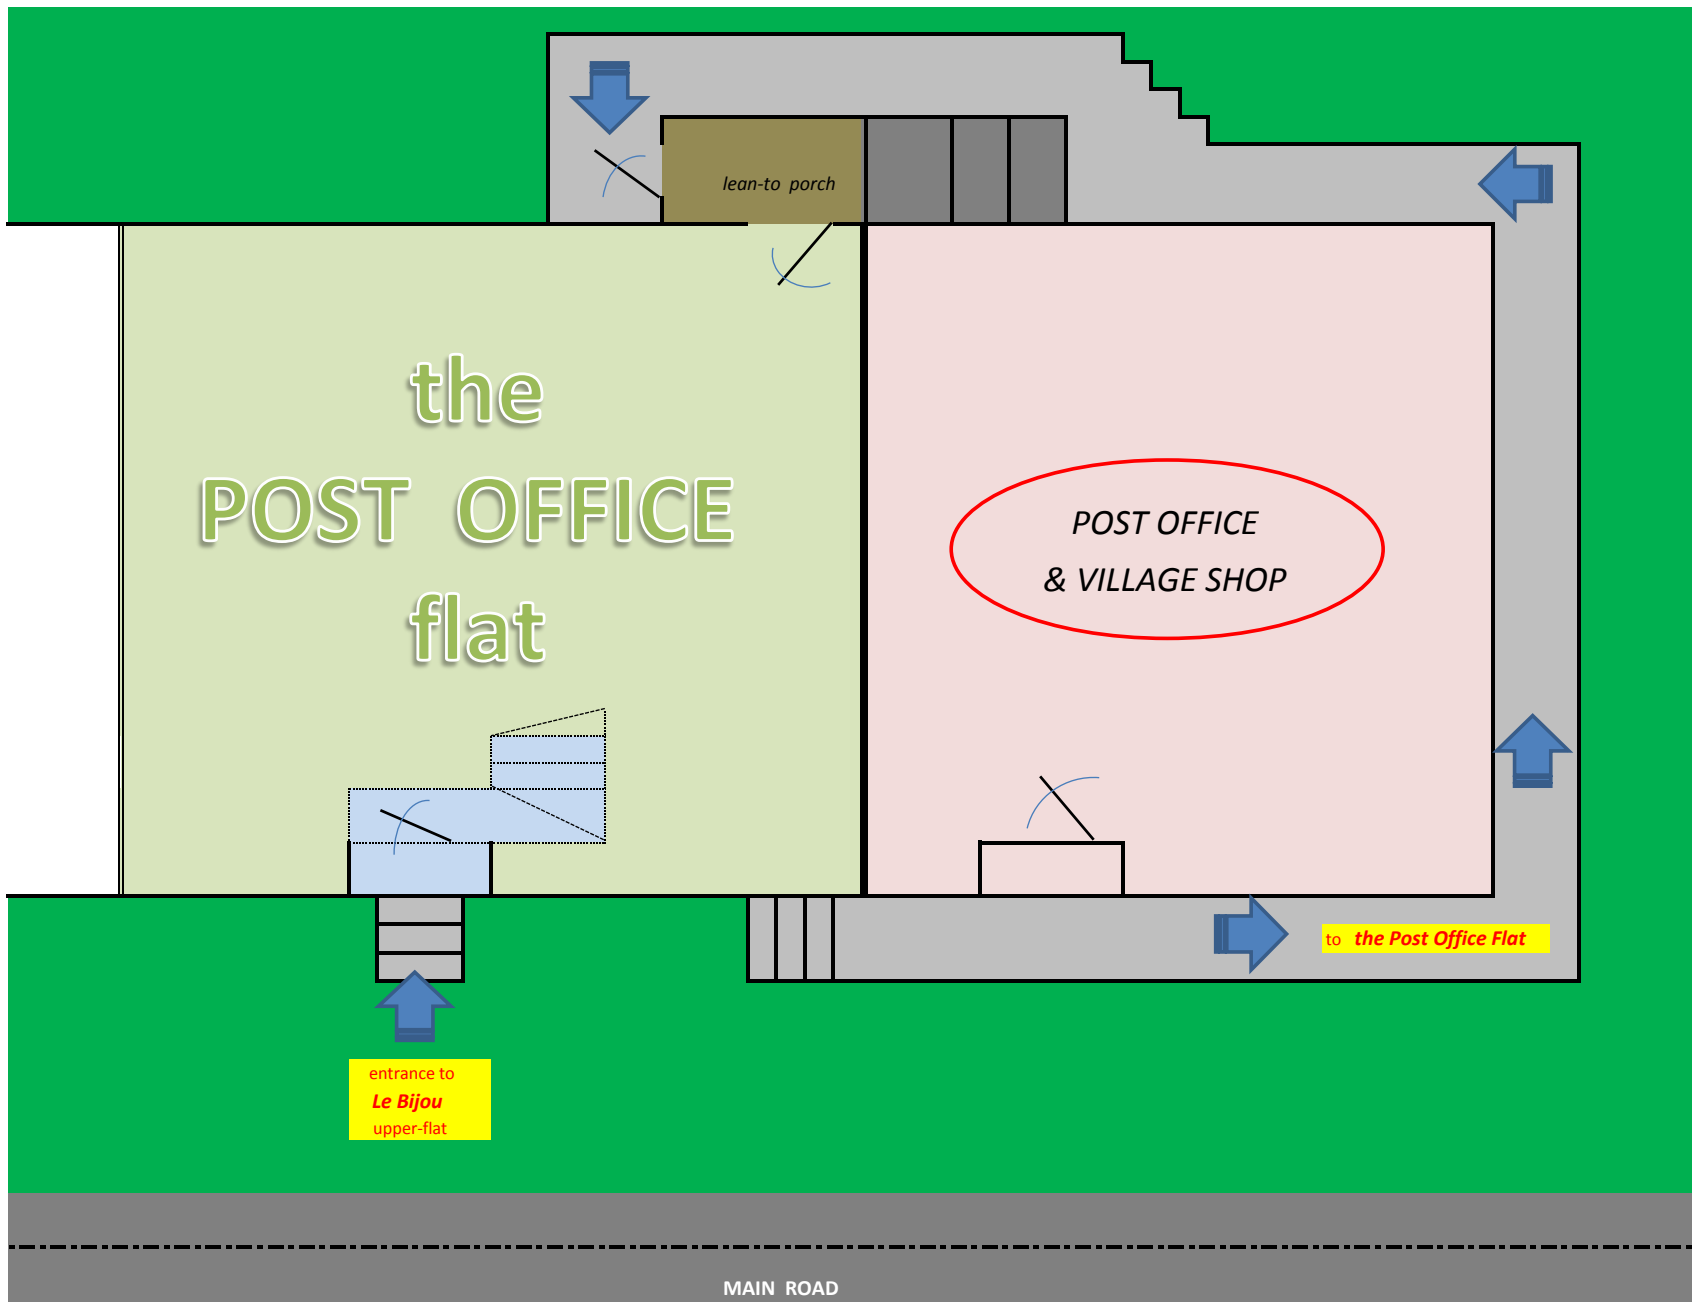 lean-to porch
the
POST OFFICE
flat
POST OFFICE
& VILLAGE SHOP
to the Post Office Flat
entrance to
Le Bijou
upper-flat
MAIN ROAD